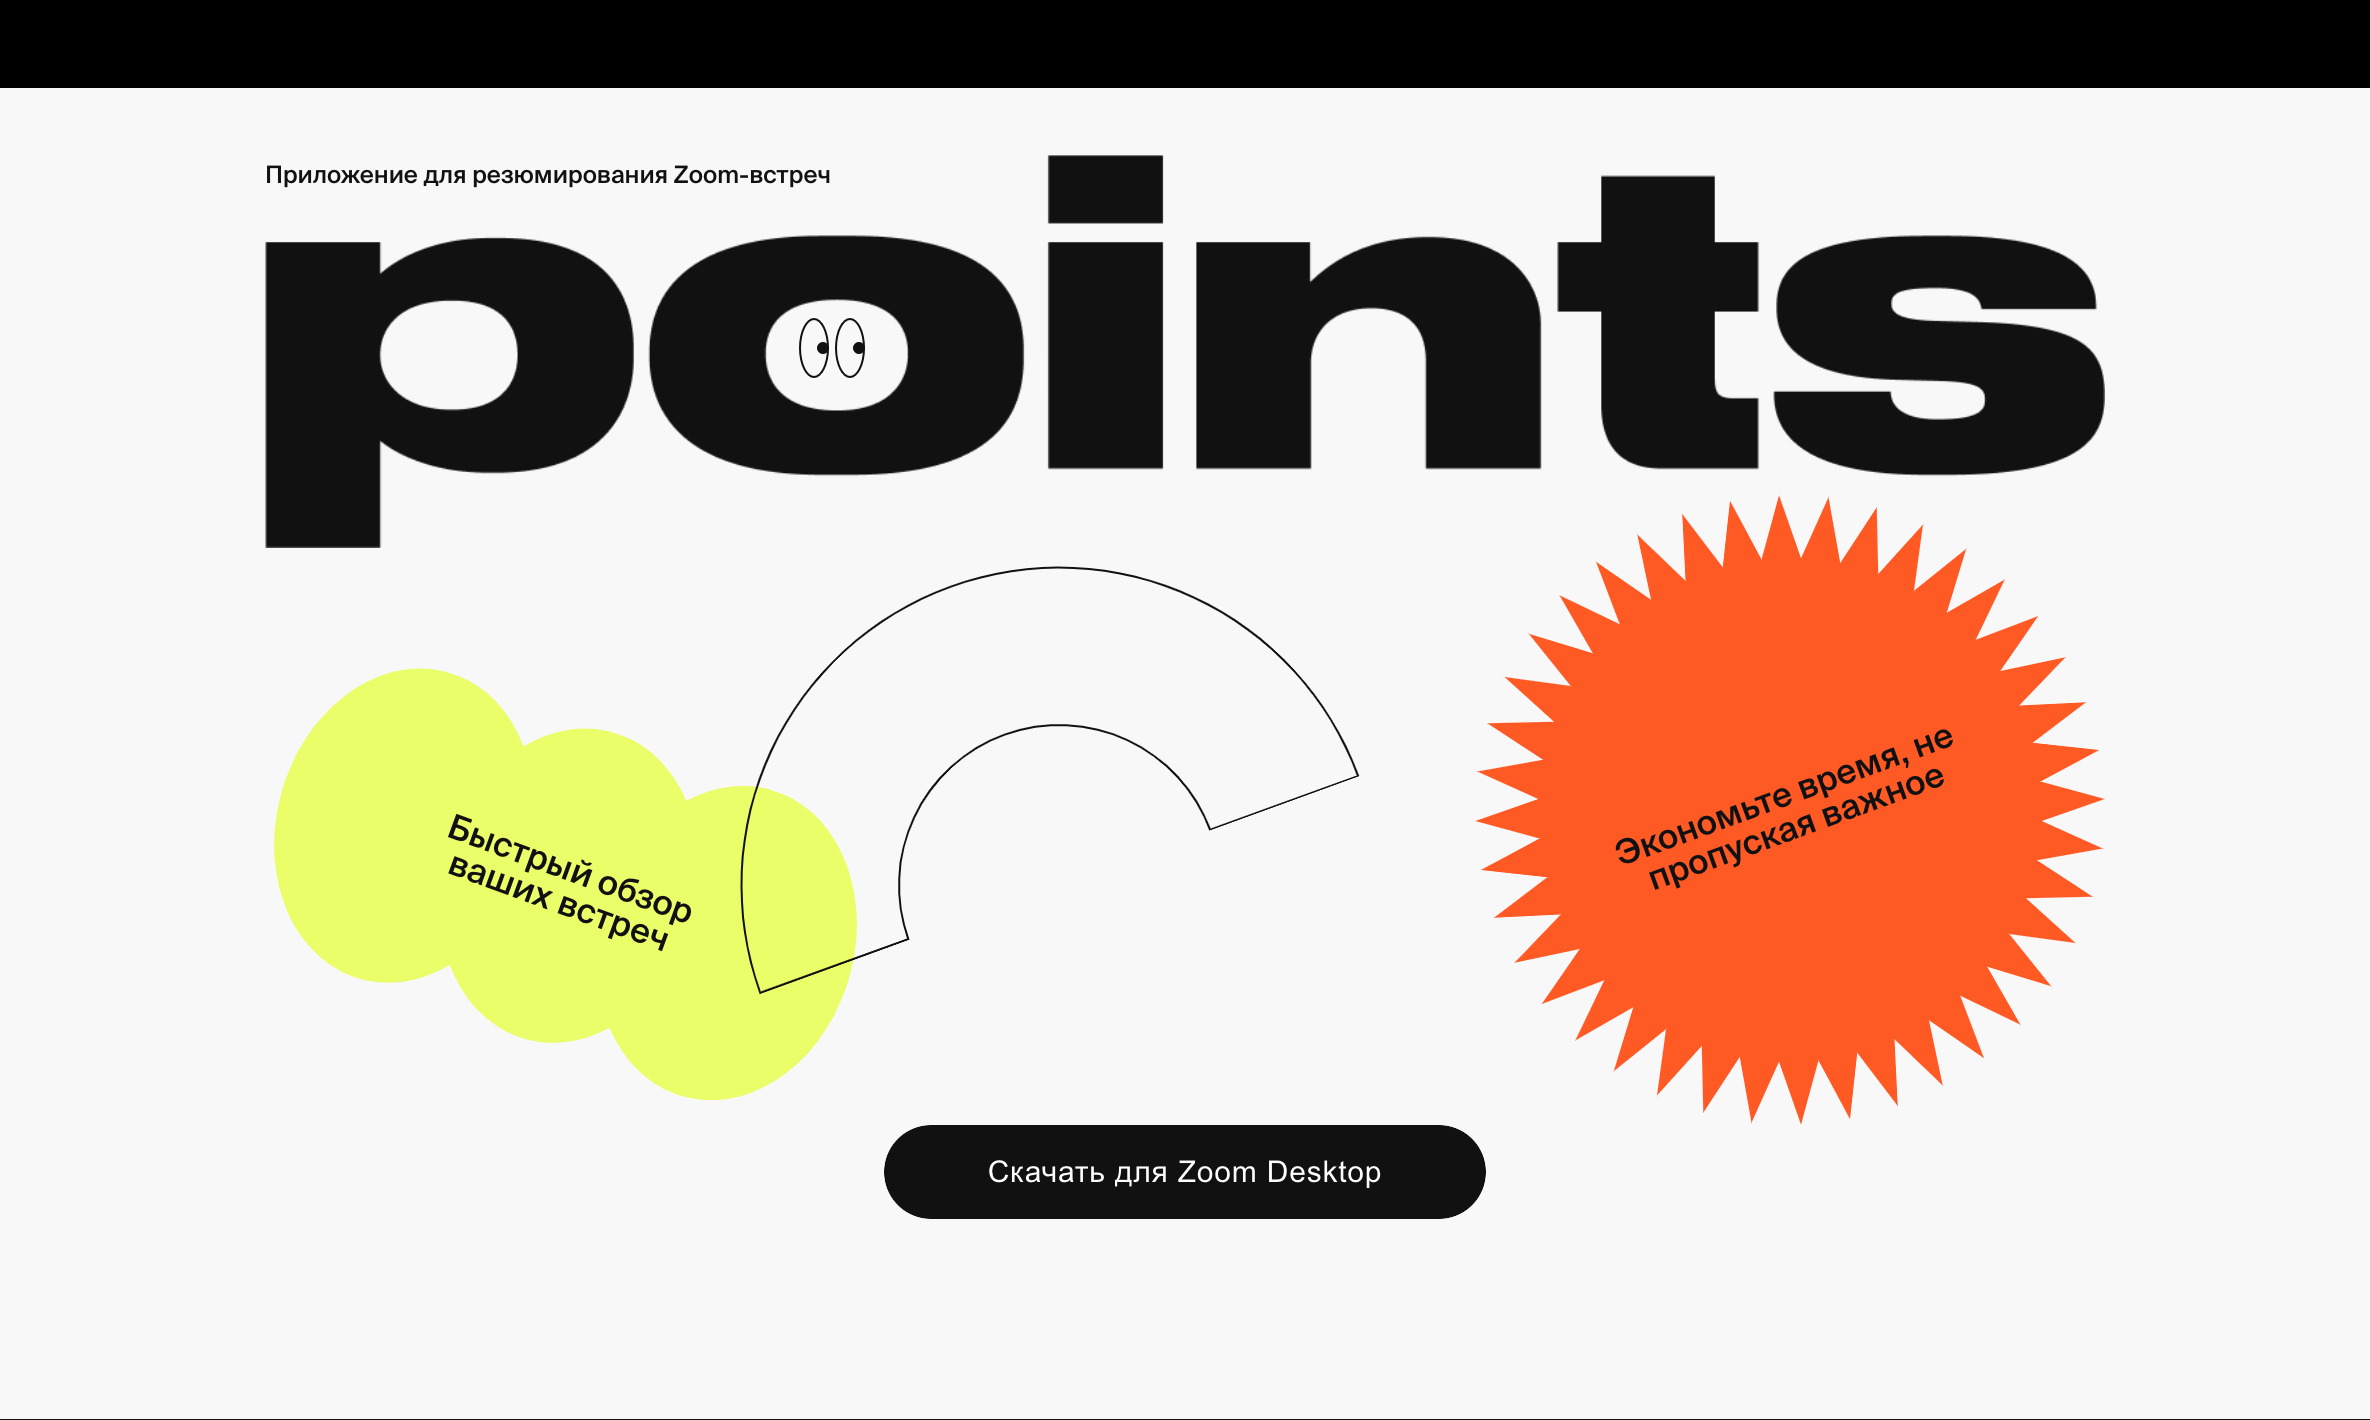 Приложение для резюмирования Zoom-встреч
points
Быстрый обзор
ваших встреч
Экономьте время, не
пропуская важное
Скачать для Zoom Desktop